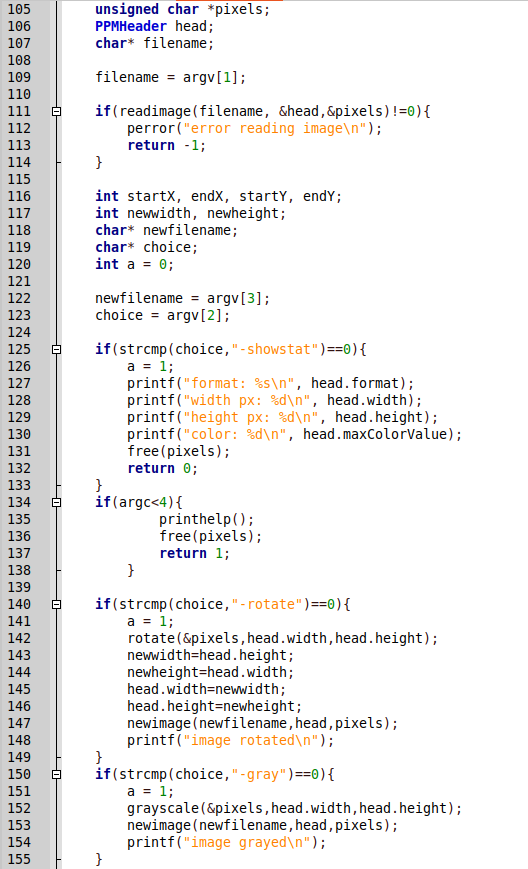 105 unsigned char *pixels;
106 PPMHeader head;
107 char* filename;
108
109 filename = argv[1];
110
111 if(readimage(filename, &head,&pixels)!=0){
112 perror("error reading image\n");
113 return -1;
114 }
115
116 int startX, endX, startY, endY;
117 int newwidth, newheight;
118 char* newfilename;
119 char* choice;
120 int a = 0;
121
122 newfilename = argv[3];
123 choice = argv[2];
124
125 if(strcmp(choice,"-showstat")==0){
126 a = 1;
127 printf("format: %s\n", head.format);
128 printf("width px: %d\n", head.width);
129 printf("height px: %d\n", head.height);
130 printf("color: %d\n", head.maxColorValue);
131 free(pixels);
132 return 0;
133 }
134 if(argc<4){
135 printhelp();
136 free(pixels);
137 return 1;
138 }
139
140 if(strcmp(choice,"-rotate")==0){
141 a = 1;
142 rotate(&pixels,head.width,head.height);
143 newwidth=head.height;
144 newheight=head.width;
145 head.width=newwidth;
146 head.height=newheight;
147 newimage(newfilename,head,pixels);
148 printf("image rotated\n");
149 }
150 if(strcmp(choice,"-gray")==0){
151 a = 1;
152 grayscale(&pixels,head.width,head.height);
153 newimage(newfilename,head,pixels);
154 printf("image grayed\n");
155 }